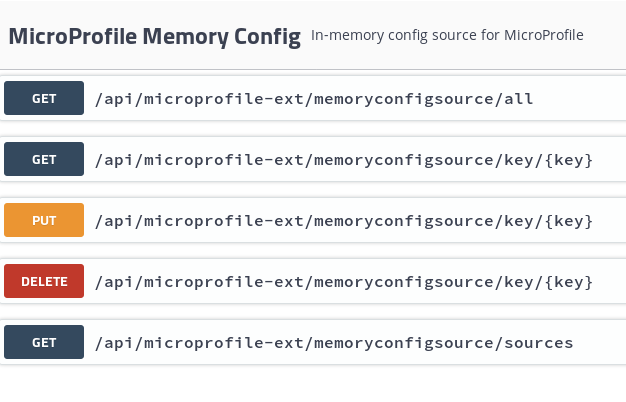 MicroProfile Memory Config In-memory config source for MicroProfile
GET /api/microprofile-ext/memoryconfigsource/all
GET /api/microprofile-ext/memoryconfigsource/key/{key}
PUT /api/microprofile-ext/memoryconfigsource/key/{key}
DELETE /api/microprofile-ext/memoryconfigsource/key/{key}
GET /api/microprofile-ext/memoryconfigsource/sources